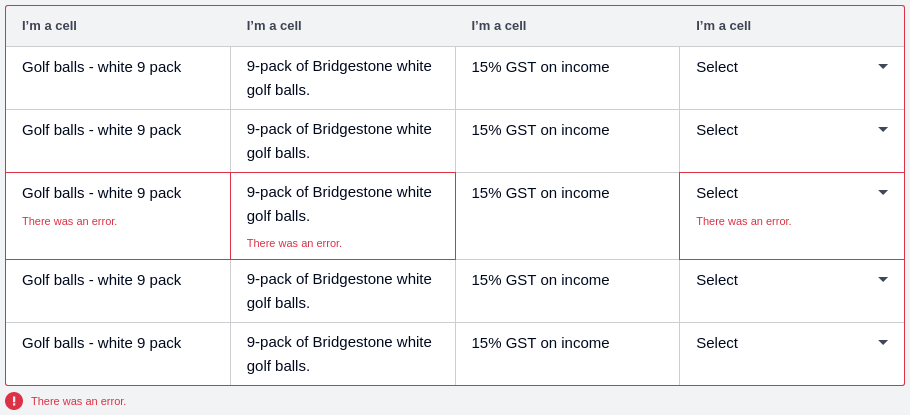 I'm a cell I'm a cell I'm a cell I'm a cell
Golf balls - white 9 pack 9-pack of Bridgestone white 15% GST on income Select
golf balls.
Golf balls - white 9 pack 9-pack of Bridgestone white 15% GST on income Select
golf balls.
Golf balls - white 9 pack 9-pack of Bridgestone white 15% GST on income Select
There was an error. golf balls. There was an error.
There was an error.
Golf balls - white 9 pack 9-pack of Bridgestone white 15% GST on income Select
golf balls.
Golf balls - white 9 pack 9-pack of Bridgestone white 15% GST on income Select
golf balls.
There was an error.